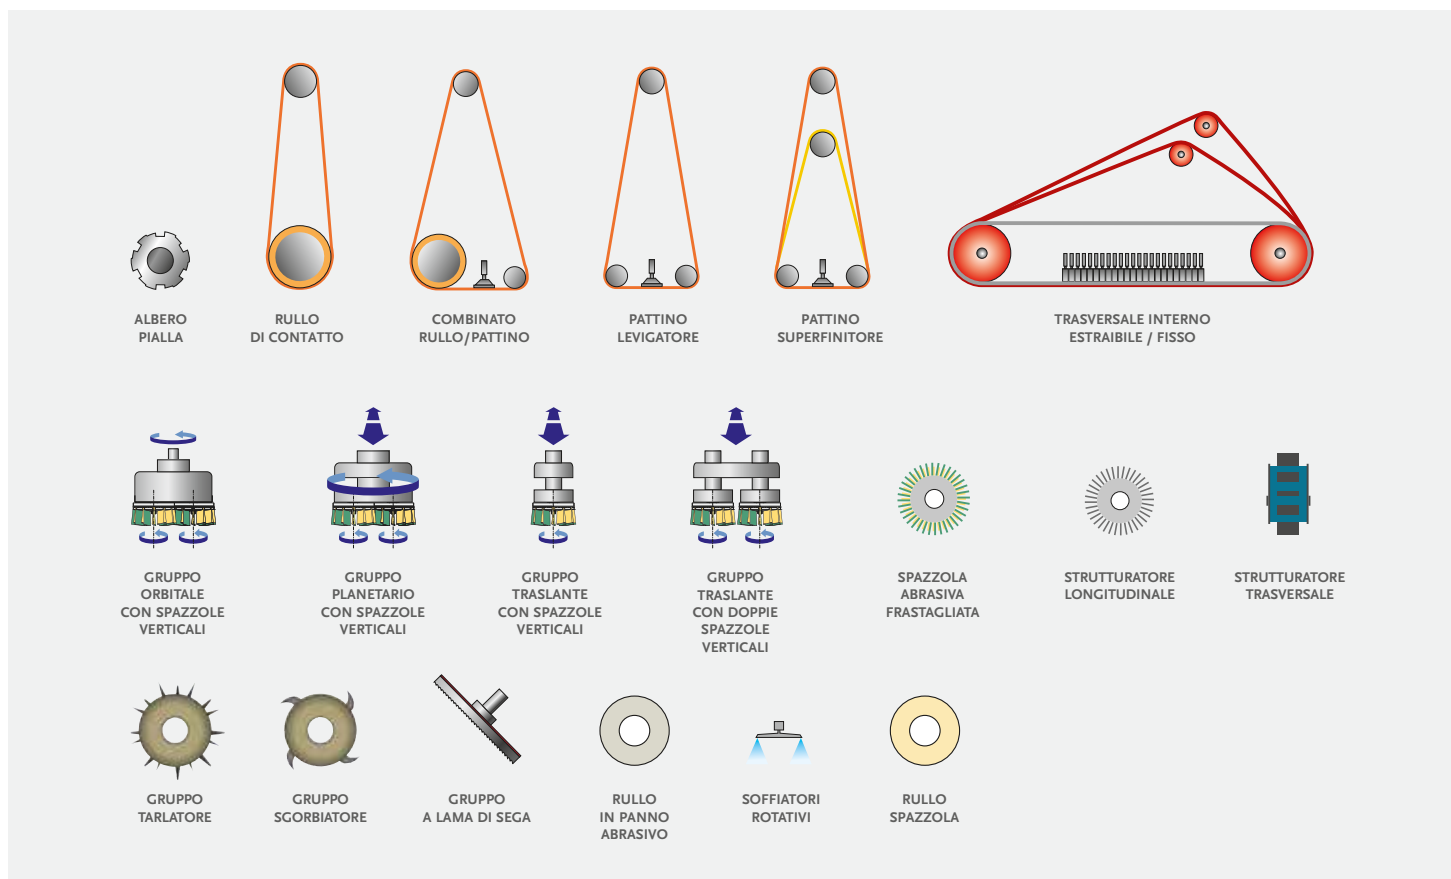 ALBERO
PIALLA
RULLO
DI CONTATTO
COMBINATO
RULLO/PATTINO
PATTINO
LEVIGATORE
PATTINO
SUPERFINITORE
TRASVERSALE INTERNO
ESTRAIBILE / FISSO
GRUPPO
ORBITALE
CON SPAZZOLE
VERTICALI
GRUPPO
PLANETARIO
CON SPAZZOLE
VERTICALI
GRUPPO
TRASLANTE
CON SPAZZOLE
VERTICALI
GRUPPO
TRASLANTE
CON DOPPIE
SPAZZOLE
VERTICALI
SPAZZOLA
ABRASIVA
FRASTAGLIATA
STRUTTURATORE
LONGITUDINALE
STRUTTURATORE
TRASVERSALE
GRUPPO
TARLATORE
GRUPPO
SGORBIATORE
GRUPPO
A LAMA DI SEGA
RULLO
IN PANNO
ABRASIVO
SOFFIATORI
ROTATIVI
RULLO
SPAZZOLA